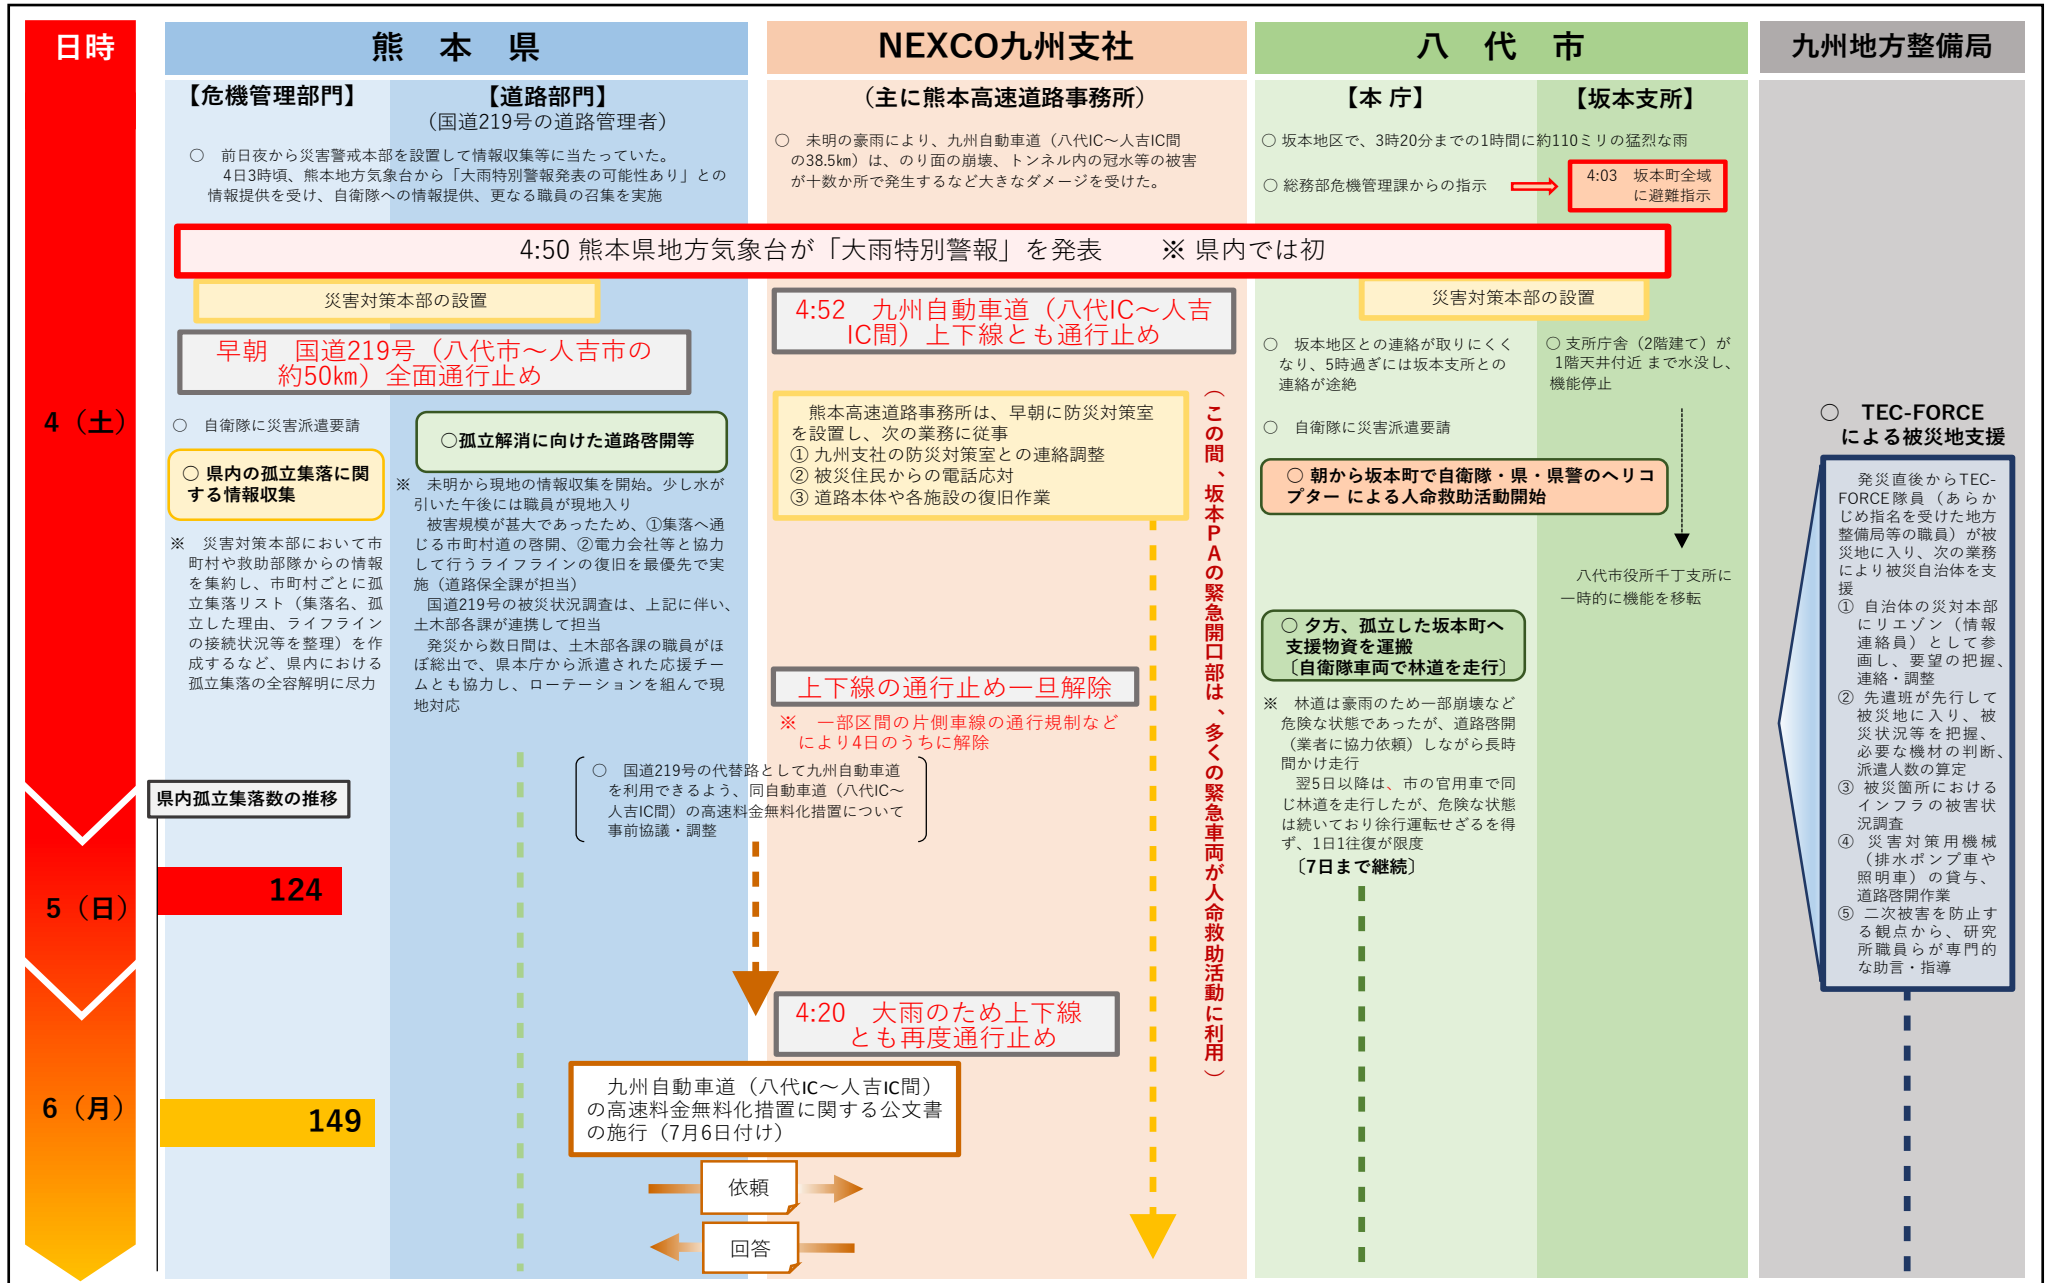 日時
熊 本 県
NEXCO九州支社
八 代 市
九州地方整備局
【危機管理部門】
【道路部門】
（国道219号の道路管理者）
（主に熊本高速道路事務所）
【本 庁】
【坂本支所】
○ 前日夜から災害警戒本部を設置して情報収集等に当たっていた。
4日3時頃、熊本地方気象台から「大雨特別警報発表の可能性あり」との
情報提供を受け、自衛隊への情報提供、更なる職員の召集を実施
○ 未明の豪雨により、九州自動車道（八代IC～人吉IC間
の38.5km）は、のり面の崩壊、トンネル内の冠水等の被害
が十数か所で発生するなど大きなダメージを受けた。
○ 坂本地区で、3時20分までの1時間に約110ミリの猛烈な雨
○ 総務部危機管理課からの指示
4:03 坂本町全域
に避難指示
4:50 熊本県地方気象台が「大雨特別警報」を発表 ※ 県内では初
災害対策本部の設置
早朝 国道219号（八代市～人吉市の
約50km）全面通行止め
4:52 九州自動車道（八代IC～人吉
IC間）上下線とも通行止め
災害対策本部の設置
4（土）
○ 自衛隊に災害派遣要請
○ 県内の孤立集落に関
する情報収集
※ 災害対策本部において市
町村や救助部隊からの情報
を集約し、市町村ごとに孤
立集落リスト（集落名、孤
立した理由、ライフライン
の接続状況等を整理）を作
成するなど、県内における
孤立集落の全容解明に尽力
○孤立解消に向けた道路啓開等
※ 未明から現地の情報収集を開始。少し水が
引いた午後には職員が現地入り
被害規模が甚大であったため、①集落へ通
じる市町村道の啓開、②電力会社等と協力
して行うライフラインの復旧を最優先で実
施（道路保全課が担当）
国道219号の被災状況調査は、上記に伴い、
土木部各課が連携して担当
発災から数日間は、土木部各課の職員がほ
ぼ総出で、県本庁から派遣された応援チー
ムとも協力し、ローテーションを組んで現
地対応
熊本高速道路事務所は、早朝に防災対策室
を設置し、次の業務に従事
① 九州支社の防災対策室との連絡調整
② 被災住民からの電話応対
③ 道路本体や各施設の復旧作業
（この間、坂本PAの緊急開口部は、多くの緊急車両が人命救助活動に利用）
上下線の通行止め一旦解除
※ 一部区間の片側車線の通行規制など
により4日のうちに解除
○ 国道219号の代替路として九州自動車道
を利用できるよう、同自動車道（八代IC～
人吉IC間）の高速料金無料化措置について
事前協議・調整
○ 坂本地区との連絡が取りにくく
なり、5時過ぎには坂本支所との
連絡が途絶
○ 自衛隊に災害派遣要請
○ 支所庁舎（2階建て）が
1階天井付近 まで水没し、
機能停止
○ 朝から坂本町で自衛隊・県・県警のヘリコ
プター による人命救助活動開始
八代市役所千丁支所に
一時的に機能を移転
○ 夕方、孤立した坂本町へ
支援物資を運搬
〔自衛隊車両で林道を走行〕
※ 林道は豪雨のため一部崩壊など
危険な状態であったが、道路啓開
（業者に協力依頼）しながら長時
間かけ走行
翌5日以降は、市の官用車で同
じ林道を走行したが、危険な状態
は続いており徐行運転せざるを得
ず、1日1往復が限度
〔7日まで継続〕
○ TEC-FORCE
による被災地支援
発災直後からTEC-
FORCE隊員（あらか
じめ指名を受けた地方
整備局等の職員）が被
災地に入り、次の業務
により被災自治体を支
援
① 自治体の災対本部
にリエゾン（情報
連絡員）として参
画し、要望の把握、
連絡・調整
② 先遣班が先行して
被災地に入り、被
災状況等を把握、
必要な機材の判断、
派遣人数の算定
③ 被災箇所における
インフラの被害状
況調査
④ 災害対策用機械
（排水ポンプ車や
照明車）の貸与、
道路啓開作業
⑤ 二次被害を防止す
る観点から、研究
所職員らが専門的
な助言・指導
県内孤立集落数の推移
5（日）
124
4:20 大雨のため上下線
とも再度通行止め
6（月）
149
九州自動車道（八代IC～人吉IC間）
の高速料金無料化措置に関する公文書
の施行（7月6日付け）
依頼
回答